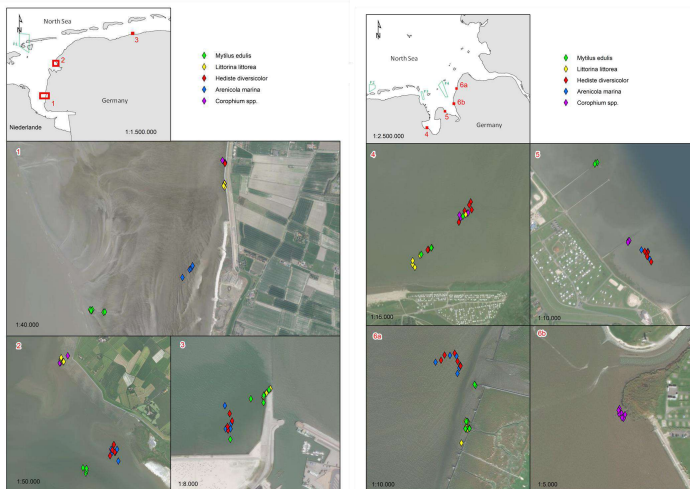 North Sea
N
2
3
1
Germany
Niederlande
1:1.500.000
Mytilus edulis
Littorina littorea
Hediste diversicolor
Arenicola marina
Corophium spp.
1
1:40.000
2
1:50.000
3
1:8.000
N
North Sea
6a
6b
5
4
Germany
1:2.500.000
Mytilus edulis
Littorina littorea
Hediste diversicolor
Arenicola marina
Corophium spp.
4
1:15.000
5
1:10.000
6a
1:10.000
6b
1:5.000